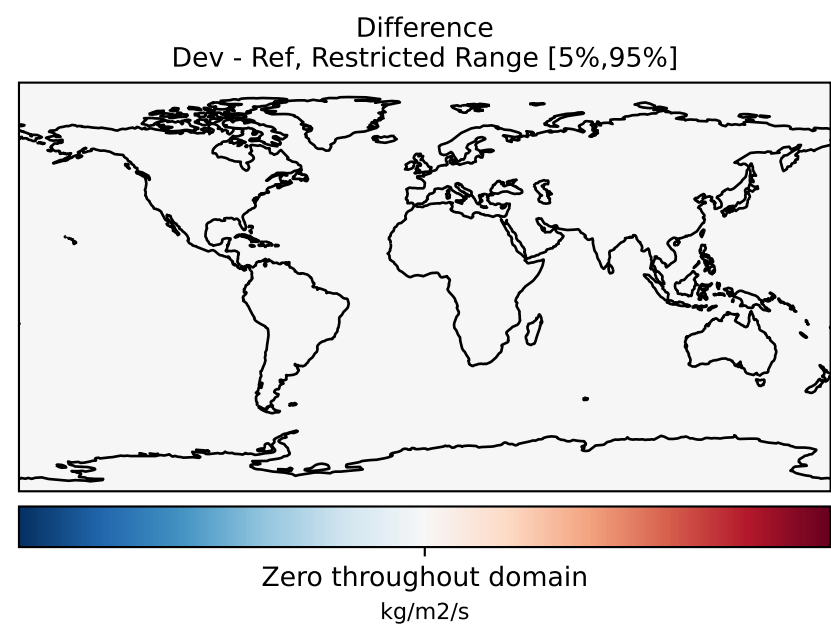 Difference
Dev - Ref, Restricted Range [5%,95%]
Zero throughout domain
kg/m2/s